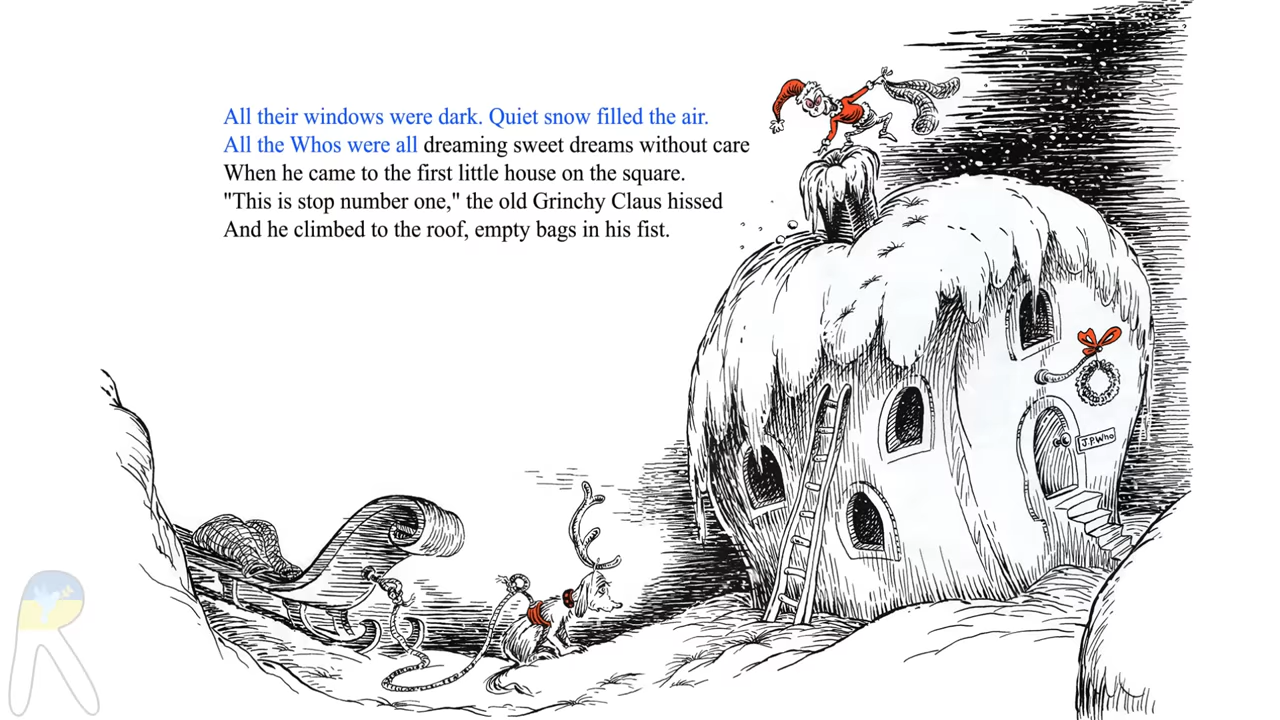 All their windows were dark. Quiet snow filled the air.
All the Whos were all dreaming sweet dreams without care
When he came to the first little house on the square.
"This is stop number one," the old Grinchy Claus hissed
And he climbed to the roof, empty bags in his fist.
J.P. Who